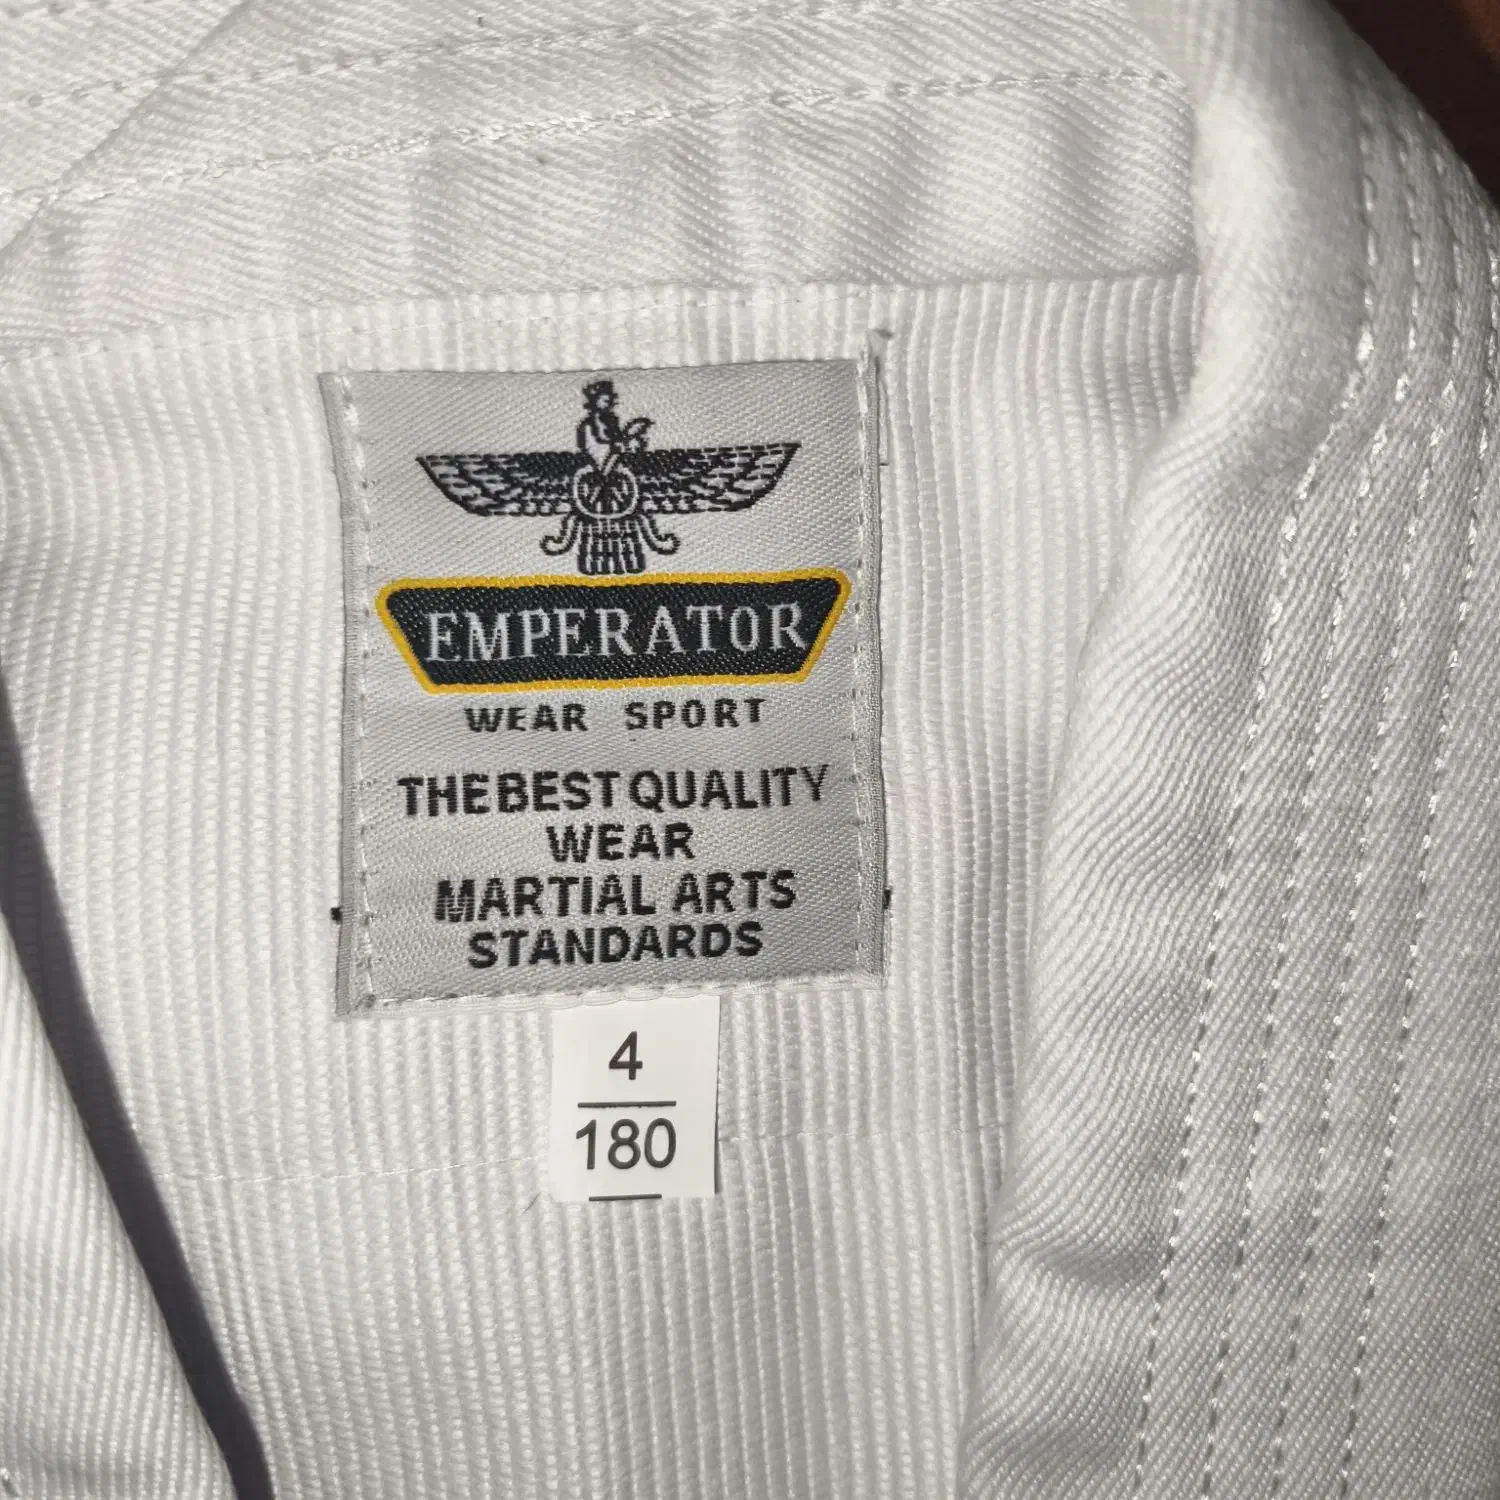 EMPERATOR
WEAR SPORT
THE BEST QUALITY
WEAR
MARTIAL ARTS
STANDARDS
4
180